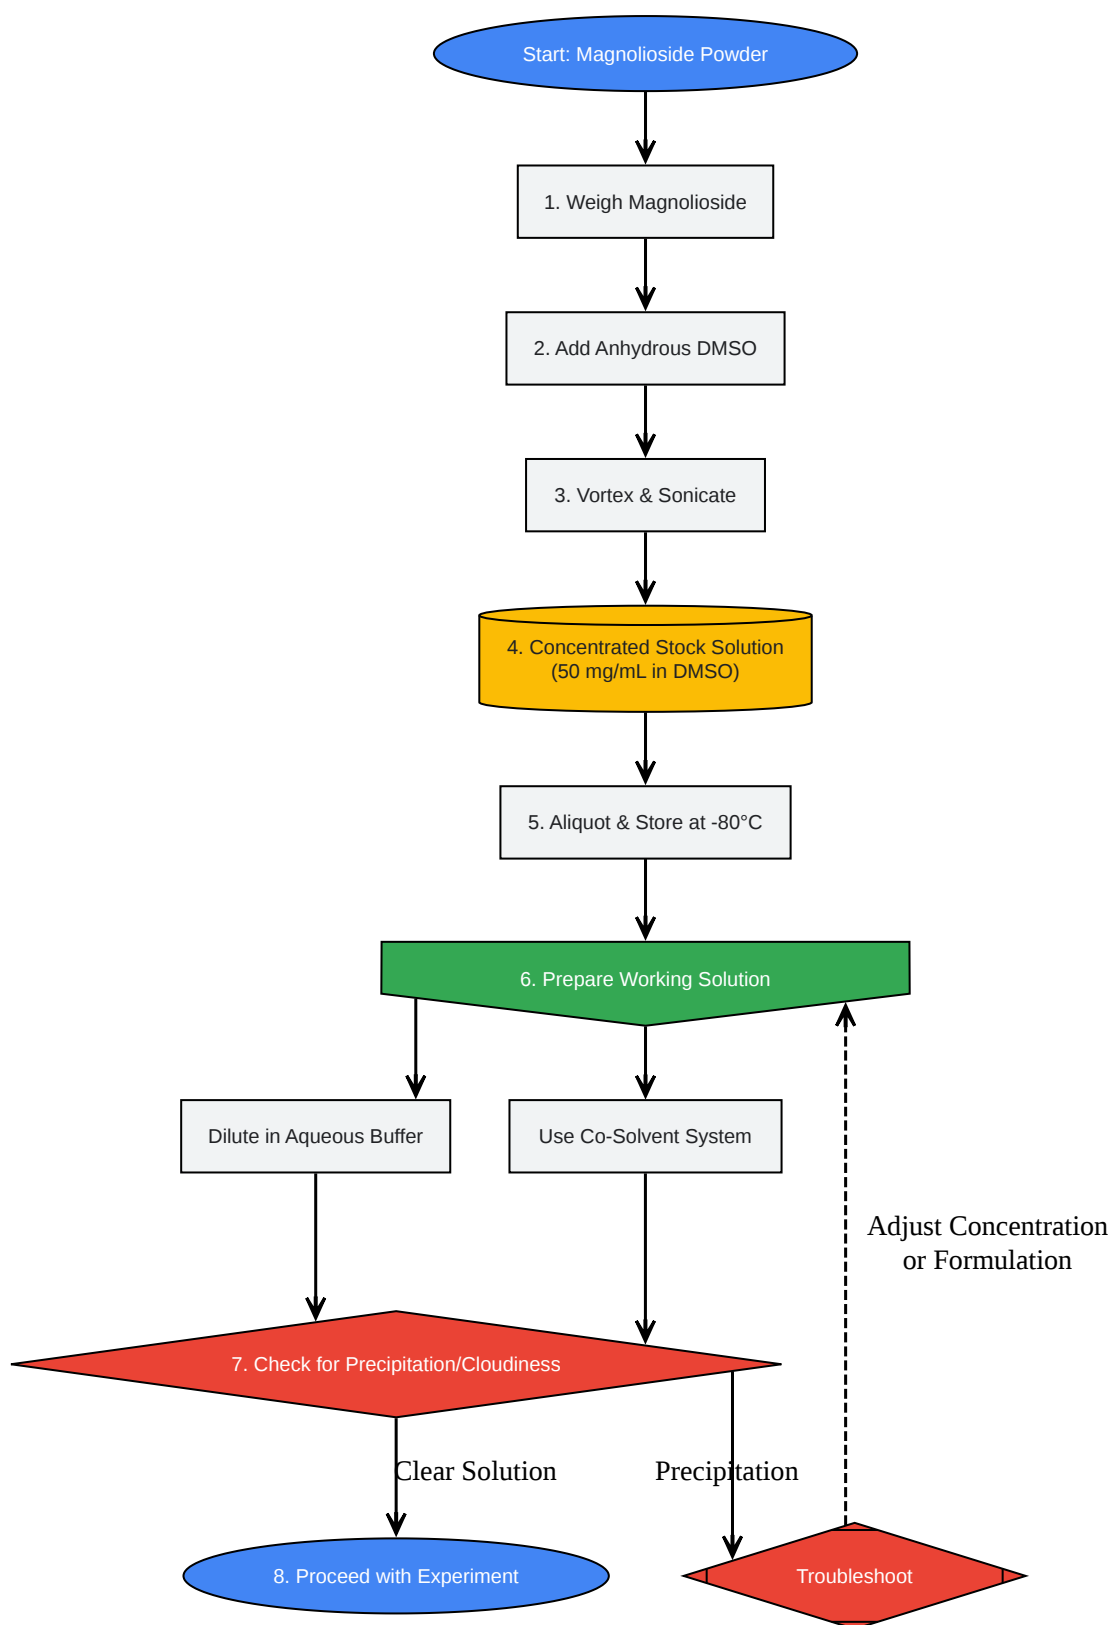 Start: Magnolioside Powder
1. Weigh Magnolioside
2. Add Anhydrous DMSO
3. Vortex & Sonicate
4. Concentrated Stock Solution
(50 mg/mL in DMSO)
5. Aliquot & Store at -80°C
6. Prepare Working Solution
Dilute in Aqueous Buffer
Use Co-Solvent System
Adjust Concentration
or Formulation
7. Check for Precipitation/Cloudiness
Clear Solution
Precipitation
8. Proceed with Experiment
Troubleshoot